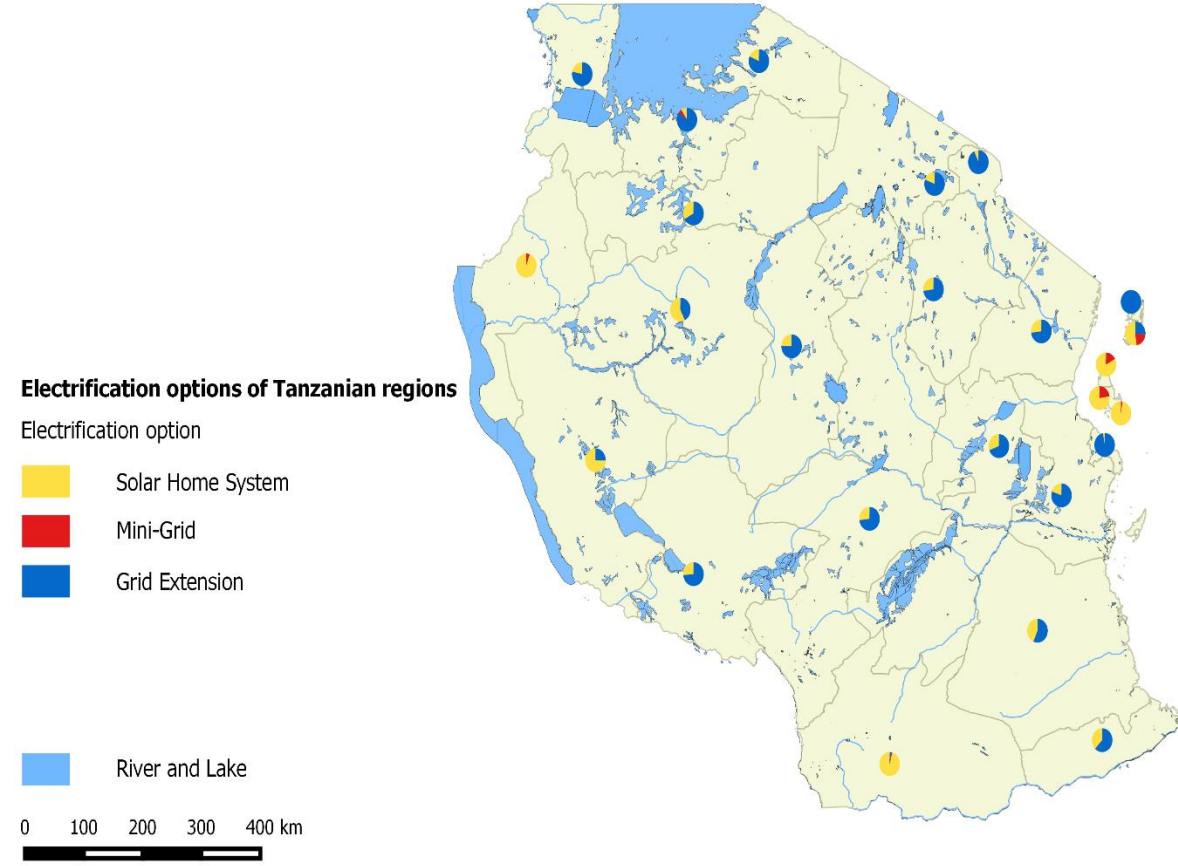 Electrification options of Tanzanian regions
Electrification option
Solar Home System
Mini-Grid
Grid Extension
River and Lake
0 100 200 300 400 km